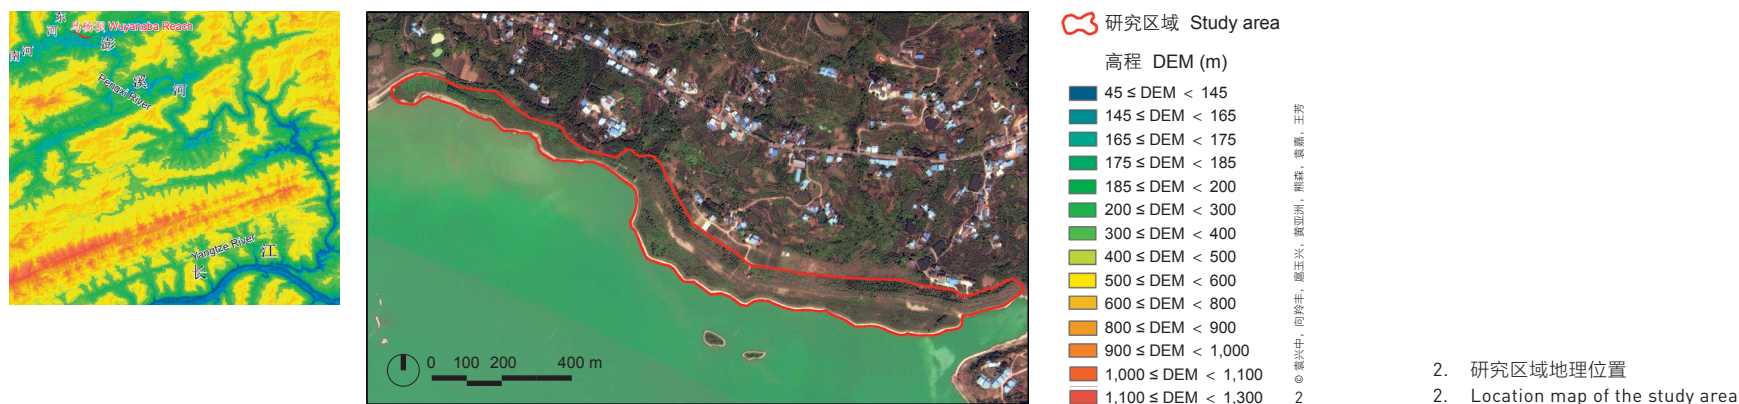 东
河
南河
乌杨坝 Wuyangba Reach
彭
溪
河
Pengxi River
Yangtze River
长
江
0 100 200 400 m
研究区域 Study area
高程 DEM (m)
45 ≤ DEM < 145
145 ≤ DEM < 165
165 ≤ DEM < 175
175 ≤ DEM < 185
185 ≤ DEM < 200
200 ≤ DEM < 300
300 ≤ DEM < 400
400 ≤ DEM < 500
500 ≤ DEM < 600
600 ≤ DEM < 800
800 ≤ DEM < 900
900 ≤ DEM < 1,000
1,000 ≤ DEM < 1,100
1,100 ≤ DEM < 1,300
© 袁兴中，向羚丰，扈玉兴，黄亚洲，熊森，袁嘉，王芳
2
2. 研究区域地理位置
2. Location map of the study area